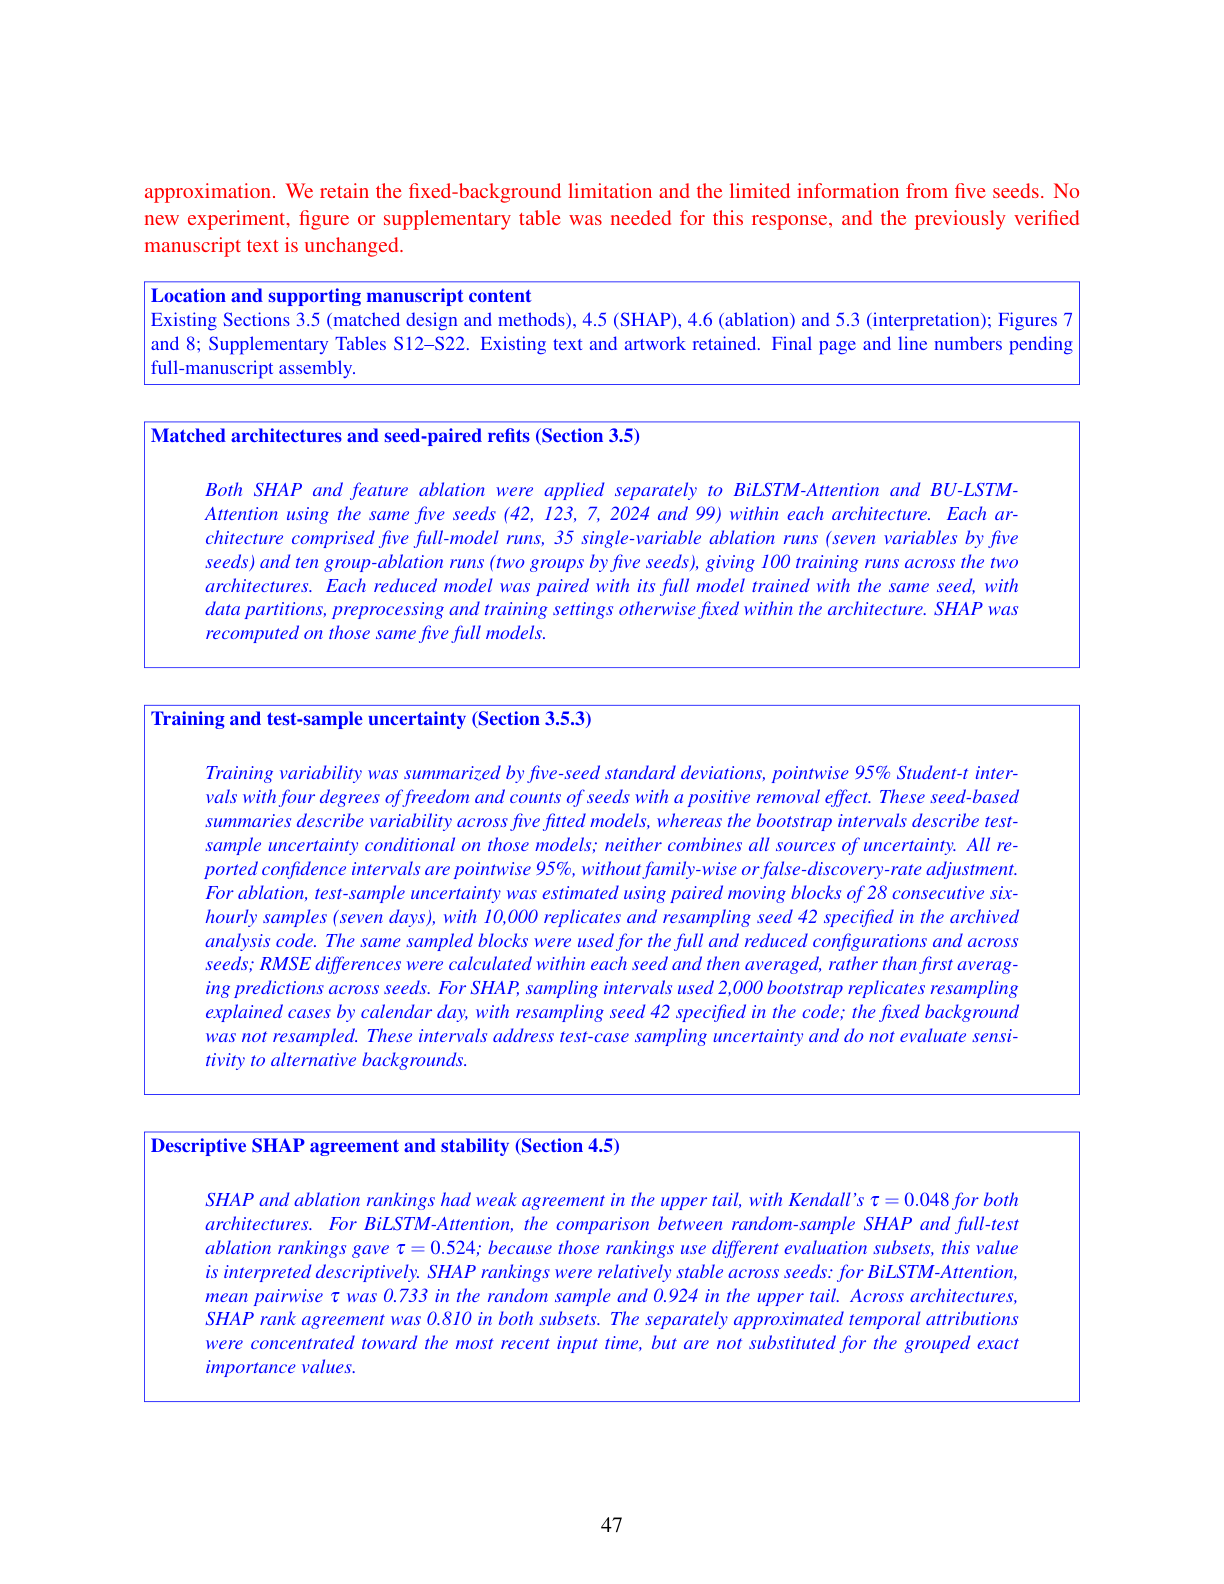 approximation. We retain the fixed-background limitation and the limited information from five seeds. No
new experiment, figure or supplementary table was needed for this response, and the previously verified
manuscript text is unchanged.
Location and supporting manuscript content
Existing Sections 3.5 (matched design and methods), 4.5 (SHAP), 4.6 (ablation) and 5.3 (interpretation); Figures 7
and 8; Supplementary Tables S12–S22. Existing text and artwork retained. Final page and line numbers pending
full-manuscript assembly.
Matched architectures and seed-paired refits (Section 3.5)
Both SHAP and feature ablation were applied separately to BiLSTM-Attention and BU-LSTM-
Attention using the same five seeds (42, 123, 7, 2024 and 99) within each architecture. Each ar-
chitecture comprised five full-model runs, 35 single-variable ablation runs (seven variables by five
seeds) and ten group-ablation runs (two groups by five seeds), giving 100 training runs across the two
architectures. Each reduced model was paired with its full model trained with the same seed, with
data partitions, preprocessing and training settings otherwise fixed within the architecture. SHAP was
recomputed on those same five full models.
Training and test-sample uncertainty (Section 3.5.3)
Training variability was summarized by five-seed standard deviations, pointwise 95% Student-t inter-
vals with four degrees of freedom and counts of seeds with a positive removal effect. These seed-based
summaries describe variability across five fitted models, whereas the bootstrap intervals describe test-
sample uncertainty conditional on those models; neither combines all sources of uncertainty. All re-
ported confidence intervals are pointwise 95%, without family-wise or false-discovery-rate adjustment.
For ablation, test-sample uncertainty was estimated using paired moving blocks of 28 consecutive six-
hourly samples (seven days), with 10,000 replicates and resampling seed 42 specified in the archived
analysis code. The same sampled blocks were used for the full and reduced configurations and across
seeds; RMSE differences were calculated within each seed and then averaged, rather than first averag-
ing predictions across seeds. For SHAP, sampling intervals used 2,000 bootstrap replicates resampling
explained cases by calendar day, with resampling seed 42 specified in the code; the fixed background
was not resampled. These intervals address test-case sampling uncertainty and do not evaluate sensi-
tivity to alternative backgrounds.
Descriptive SHAP agreement and stability (Section 4.5)
SHAP and ablation rankings had weak agreement in the upper tail, with Kendall's τ = 0.048 for both
architectures. For BiLSTM-Attention, the comparison between random-sample SHAP and full-test
ablation rankings gave τ = 0.524; because those rankings use different evaluation subsets, this value
is interpreted descriptively. SHAP rankings were relatively stable across seeds: for BiLSTM-Attention,
mean pairwise τ was 0.733 in the random sample and 0.924 in the upper tail. Across architectures,
SHAP rank agreement was 0.810 in both subsets. The separately approximated temporal attributions
were concentrated toward the most recent input time, but are not substituted for the grouped exact
importance values.
47